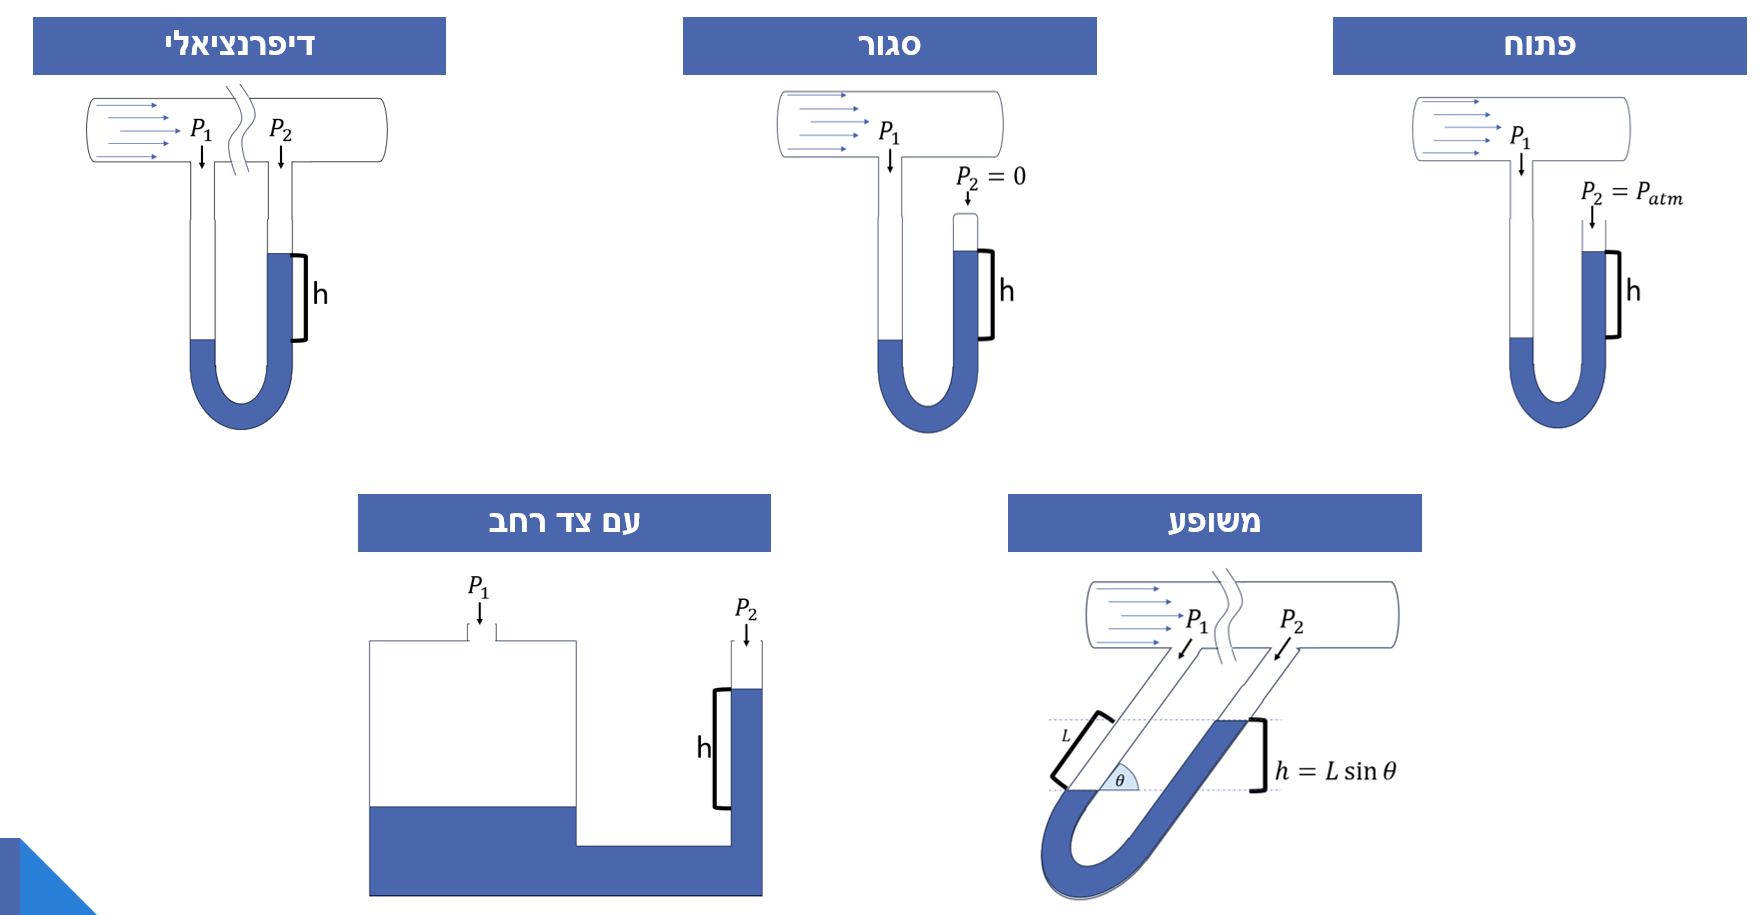 פתוח
P₁
P₂ = Pₐₜₘ
h
סגור
P₁
P₂ = 0
h
דיפרנציאלי
P₁
P₂
h
משופע
P₁
P₂
L
θ
h = L sin θ
עם צד רחב
P₁
P₂
h